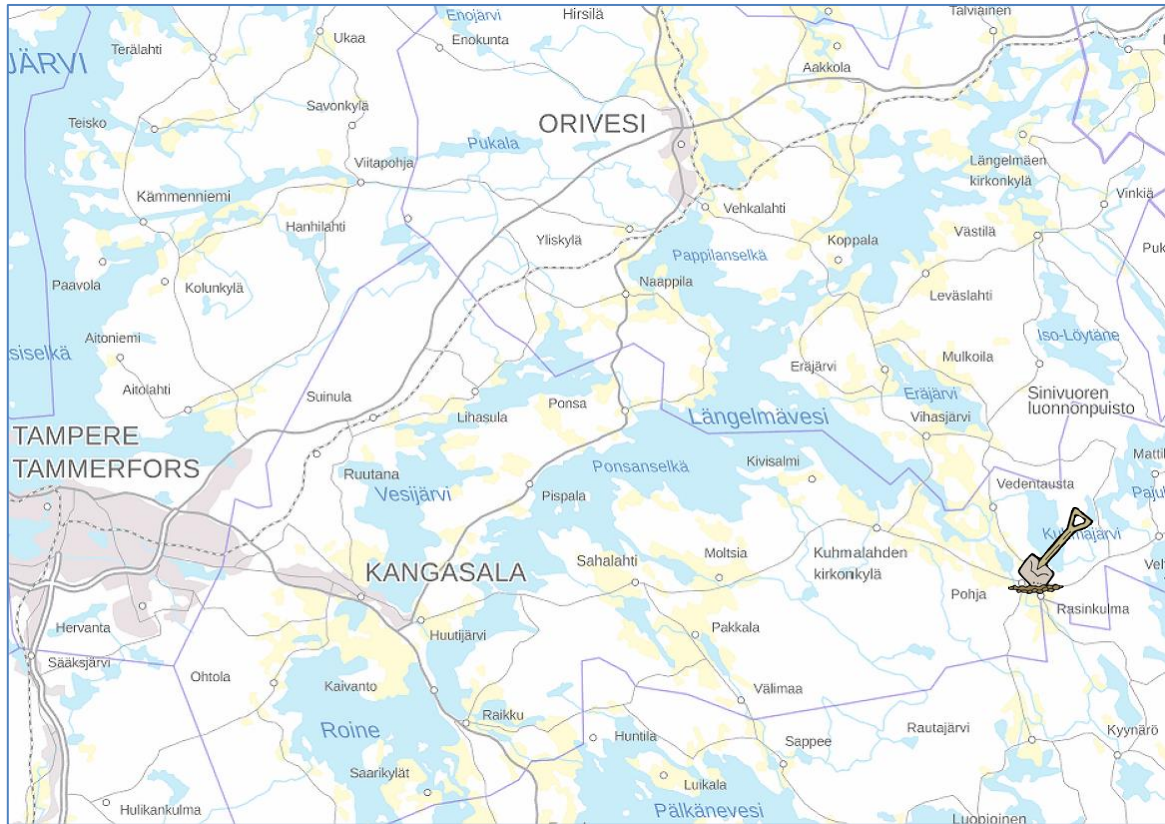 Talviainen
Hirsilä
Enojärvi
Ukaa
Enokunta
Terälahti
JÄRVI
Aakkola
Savonkylä
Teisko
ORIVESI
Pukala
Viitapohja
Längelmäen
kirkonkylä
Kämmenniemi
Vinkiä
Vehkalahti
Hanhilahti
Västilä
Yliskylä
Koppala
Pappilanselkä
Paavola
Kolunkylä
Naappila
Leväslahti
Aitoniemi
Iso-Löytäne
siselkä
Mulkoila
Eräjärvi
Aitolahti
Suinula
Eräjärvi
Sinivuoren
luonnonpuisto
Ponsa
Lihasula
Längelmävesi
Vihasjärvi
TAMPERE
TAMMERFORS
Ruutana
Ponsanselkä
Kivisalmi
Vesijärvi
Pispala
Vedentausta
Sahalahti
Moltsia
Kuhmalahden
kirkonkylä
KANGASALA
Pohja
Rasinkulma
Hervanta
Huutijärvi
Pakkala
Sääksjärvi
Ohtola
Kaivanto
Välimaa
Raikku
Roine
Huntila
Rautajärvi
Kyynärö
Sappee
Saarikylät
Luikala
Hulikankulma
Pälkänevesi
Luopioinen